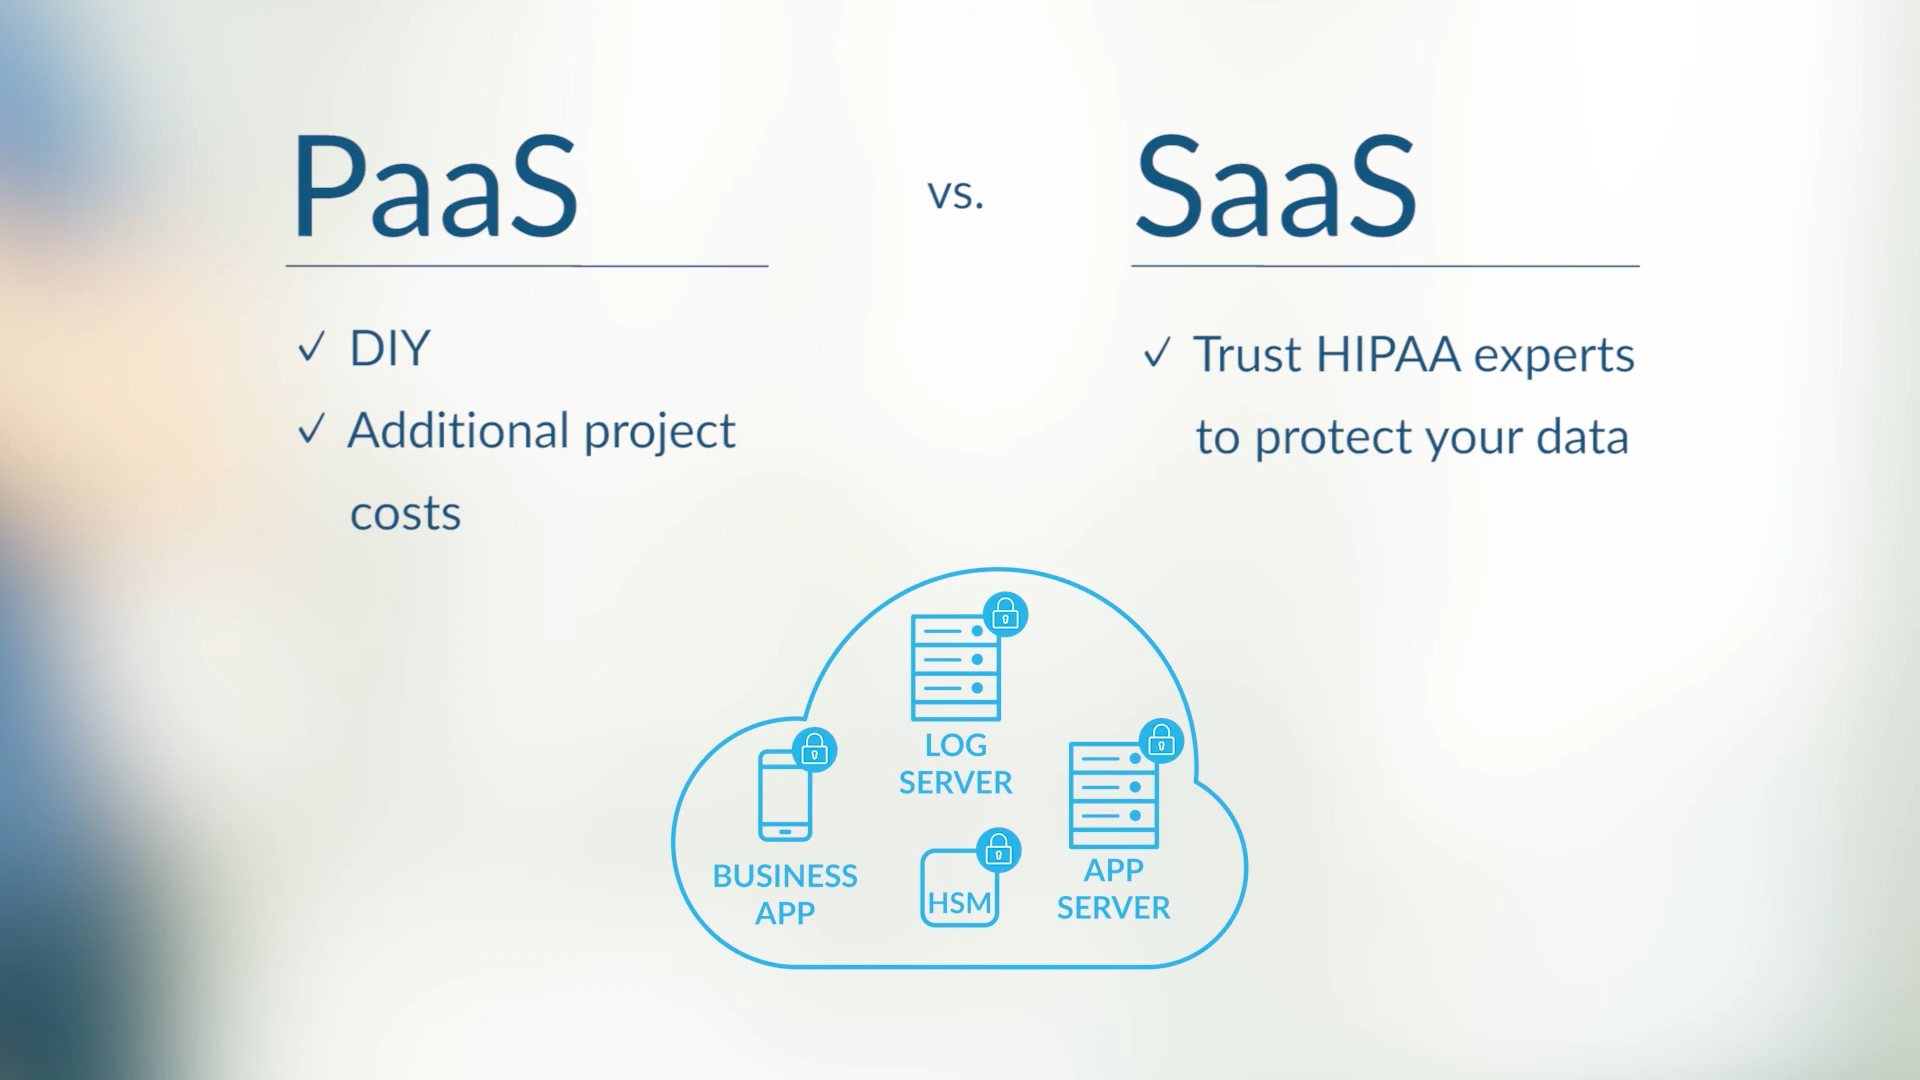 PaaS
vs.
SaaS
✓ DIY
✓ Additional project
costs
✓ Trust HIPAA experts
to protect your data
LOG
SERVER
BUSINESS
APP
HSM
APP
SERVER